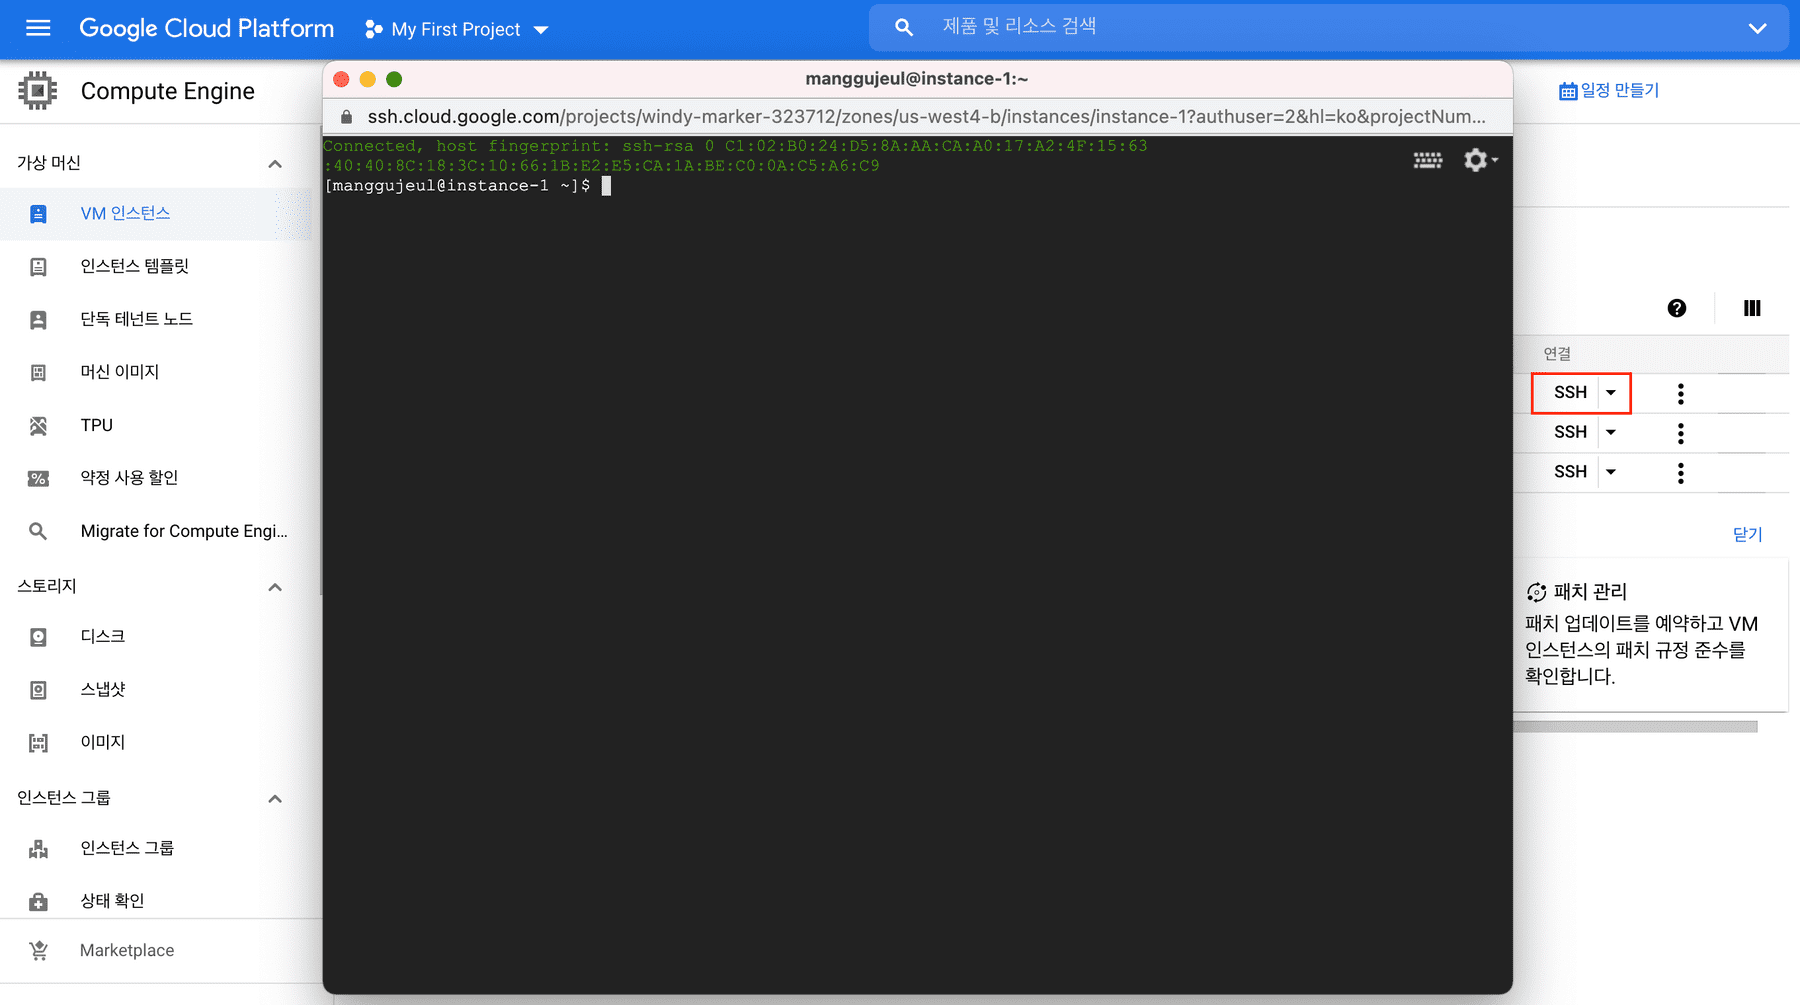 Google Cloud Platform
My First Project
제품 및 리소스 검색
Compute Engine
일정 만들기
manggujeul@instance-1:~
ssh.cloud.google.com/projects/windy-marker-323712/zones/us-west4-b/instances/instance-1?authuser=2&hl=ko&projectNum...
Connected, host fingerprint: ssh-rsa 0 C1:02:B0:24:D5:8A:AA:CA:A0:17:A2:4F:15:63
:40:40:8C:18:3C:10:66:1B:E2:E5:CA:1A:BE:C0:0A:C5:A6:C9
[manggujeul@instance-1 ~]$
가상 머신
VM 인스턴스
인스턴스 템플릿
단독 테넌트 노드
머신 이미지
TPU
약정 사용 할인
Migrate for Compute Engi...
스토리지
디스크
스냅샷
이미지
인스턴스 그룹
인스턴스 그룹
상태 확인
Marketplace
연결
SSH
SSH
SSH
닫기
패치 관리
패치 업데이트를 예약하고 VM
인스턴스의 패치 규정 준수를
확인합니다.